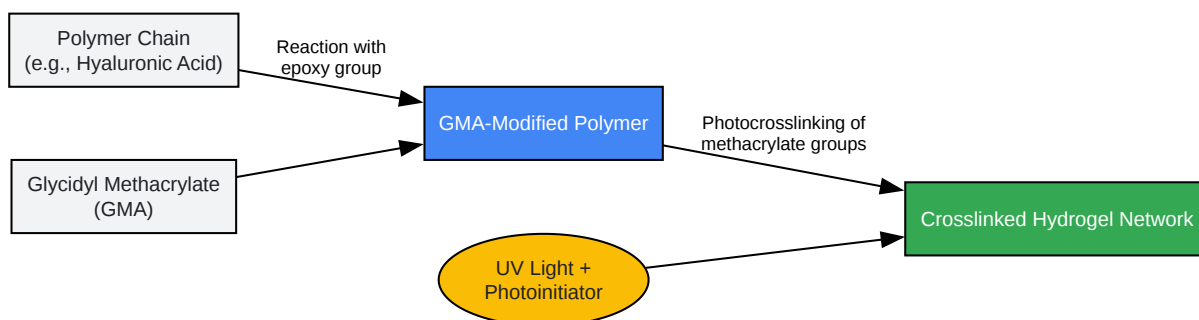 Polymer Chain
(e.g., Hyaluronic Acid)
Reaction with
epoxy group
GMA-Modified Polymer
Photocrosslinking of
methacrylate groups
Glycidyl Methacrylate
(GMA)
Crosslinked Hydrogel Network
UV Light +
Photoinitiator